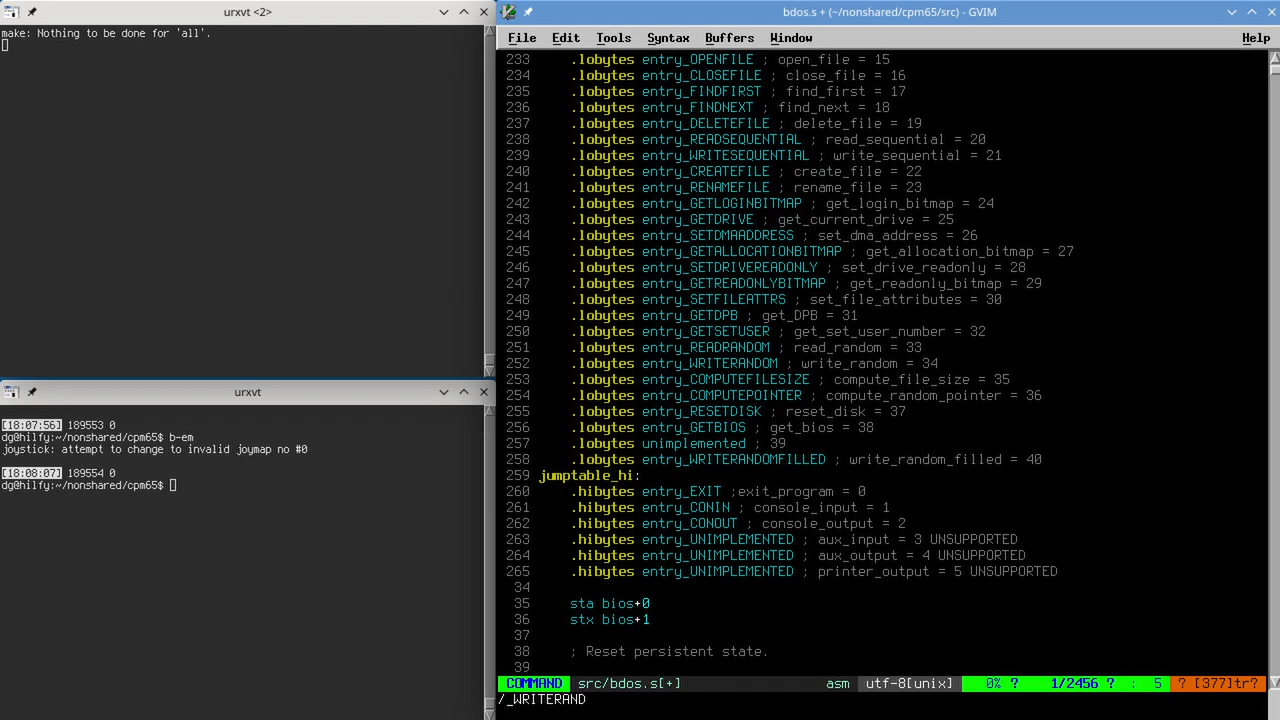 urxvt <2>
make: Nothing to be done for 'all'.
urxvt
[18:07:56] 189553 0
dg@hilfy:~/nonshared/cpm65$ b-em
joystick: attempt to change to invalid joymap no #0
[18:08:07] 189554 0
dg@hilfy:~/nonshared/cpm65$
bdos.s + (~/nonshared/cpm65/src) - GVIM
File Edit Tools Syntax Buffers Window Help
233 .lobytes entry_OPENFILE ; open_file = 15
234 .lobytes entry_CLOSEFILE ; close_file = 16
235 .lobytes entry_FINDFIRST ; find_first = 17
236 .lobytes entry_FINDNEXT ; find_next = 18
237 .lobytes entry_DELETEFILE ; delete_file = 19
238 .lobytes entry_READSEQUENTIAL ; read_sequential = 20
239 .lobytes entry_WRITESEQUENTIAL ; write_sequential = 21
240 .lobytes entry_CREATEFILE ; create_file = 22
241 .lobytes entry_RENAMEFILE ; rename_file = 23
242 .lobytes entry_GETLOGINBITMAP ; get_login_bitmap = 24
243 .lobytes entry_GETDRIVE ; get_current_drive = 25
244 .lobytes entry_SETDMAADDRESS ; set_dma_address = 26
245 .lobytes entry_GETALLOCATIONBITMAP ; get_allocation_bitmap = 27
246 .lobytes entry_SETDRIVEREADONLY ; set_drive_readonly = 28
247 .lobytes entry_GETREADONLYBITMAP ; get_readonly_bitmap = 29
248 .lobytes entry_SETFILEATTRS ; set_file_attributes = 30
249 .lobytes entry_GETDPB ; get_DPB = 31
250 .lobytes entry_GETSETUSER ; get_set_user_number = 32
251 .lobytes entry_READRANDOM ; read_random = 33
252 .lobytes entry_WRITERANDOM ; write_random = 34
253 .lobytes entry_COMPUTEFILESIZE ; compute_file_size = 35
254 .lobytes entry_COMPUTEPOINTER ; compute_random_pointer = 36
255 .lobytes entry_RESETDISK ; reset_disk = 37
256 .lobytes entry_GETBIOS ; get_bios = 38
257 .lobytes unimplemented ; 39
258 .lobytes entry_WRITERANDOMFILLED ; write_random_filled = 40
259 jumptable_hi:
260 .hibytes entry_EXIT ;exit_program = 0
261 .hibytes entry_CONIN ; console_input = 1
262 .hibytes entry_CONOUT ; console_output = 2
263 .hibytes entry_UNIMPLEMENTED ; aux_input = 3 UNSUPPORTED
264 .hibytes entry_UNIMPLEMENTED ; aux_output = 4 UNSUPPORTED
265 .hibytes entry_UNIMPLEMENTED ; printer_output = 5 UNSUPPORTED
34
35 sta bios+0
36 stx bios+1
37
38 ; Reset persistent state.
39
COMMAND src/bdos.s[+] asm utf-8[unix] 0% ? 1/2456 ? : 5 ? [377]tr?
/_WRITERAND